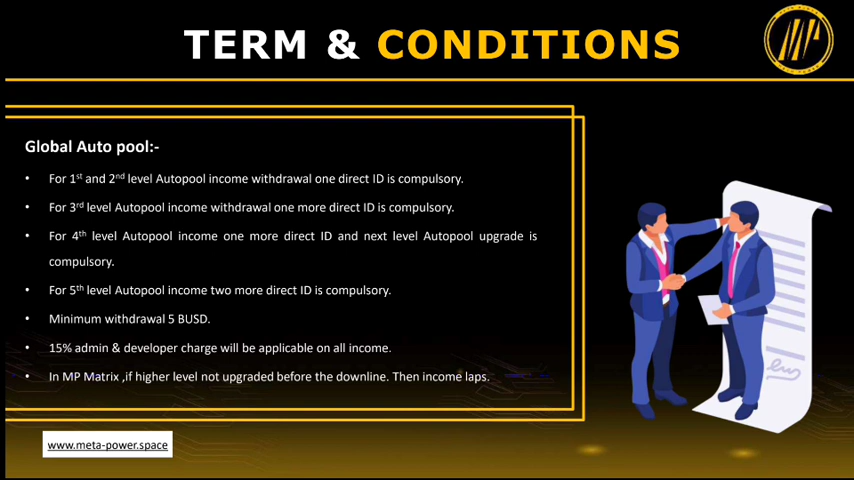 TERM & CONDITIONS
Global Auto pool:-
• For 1st and 2nd level Autopool income withdrawal one direct ID is compulsory.
• For 3rd level Autopool income withdrawal one more direct ID is compulsory.
• For 4th level Autopool income one more direct ID and next level Autopool upgrade is
compulsory.
• For 5th level Autopool income two more direct ID is compulsory.
• Minimum withdrawal 5 BUSD.
• 15% admin & developer charge will be applicable on all income.
• In MP Matrix ,if higher level not upgraded before the downline. Then income laps.
www.meta-power.space